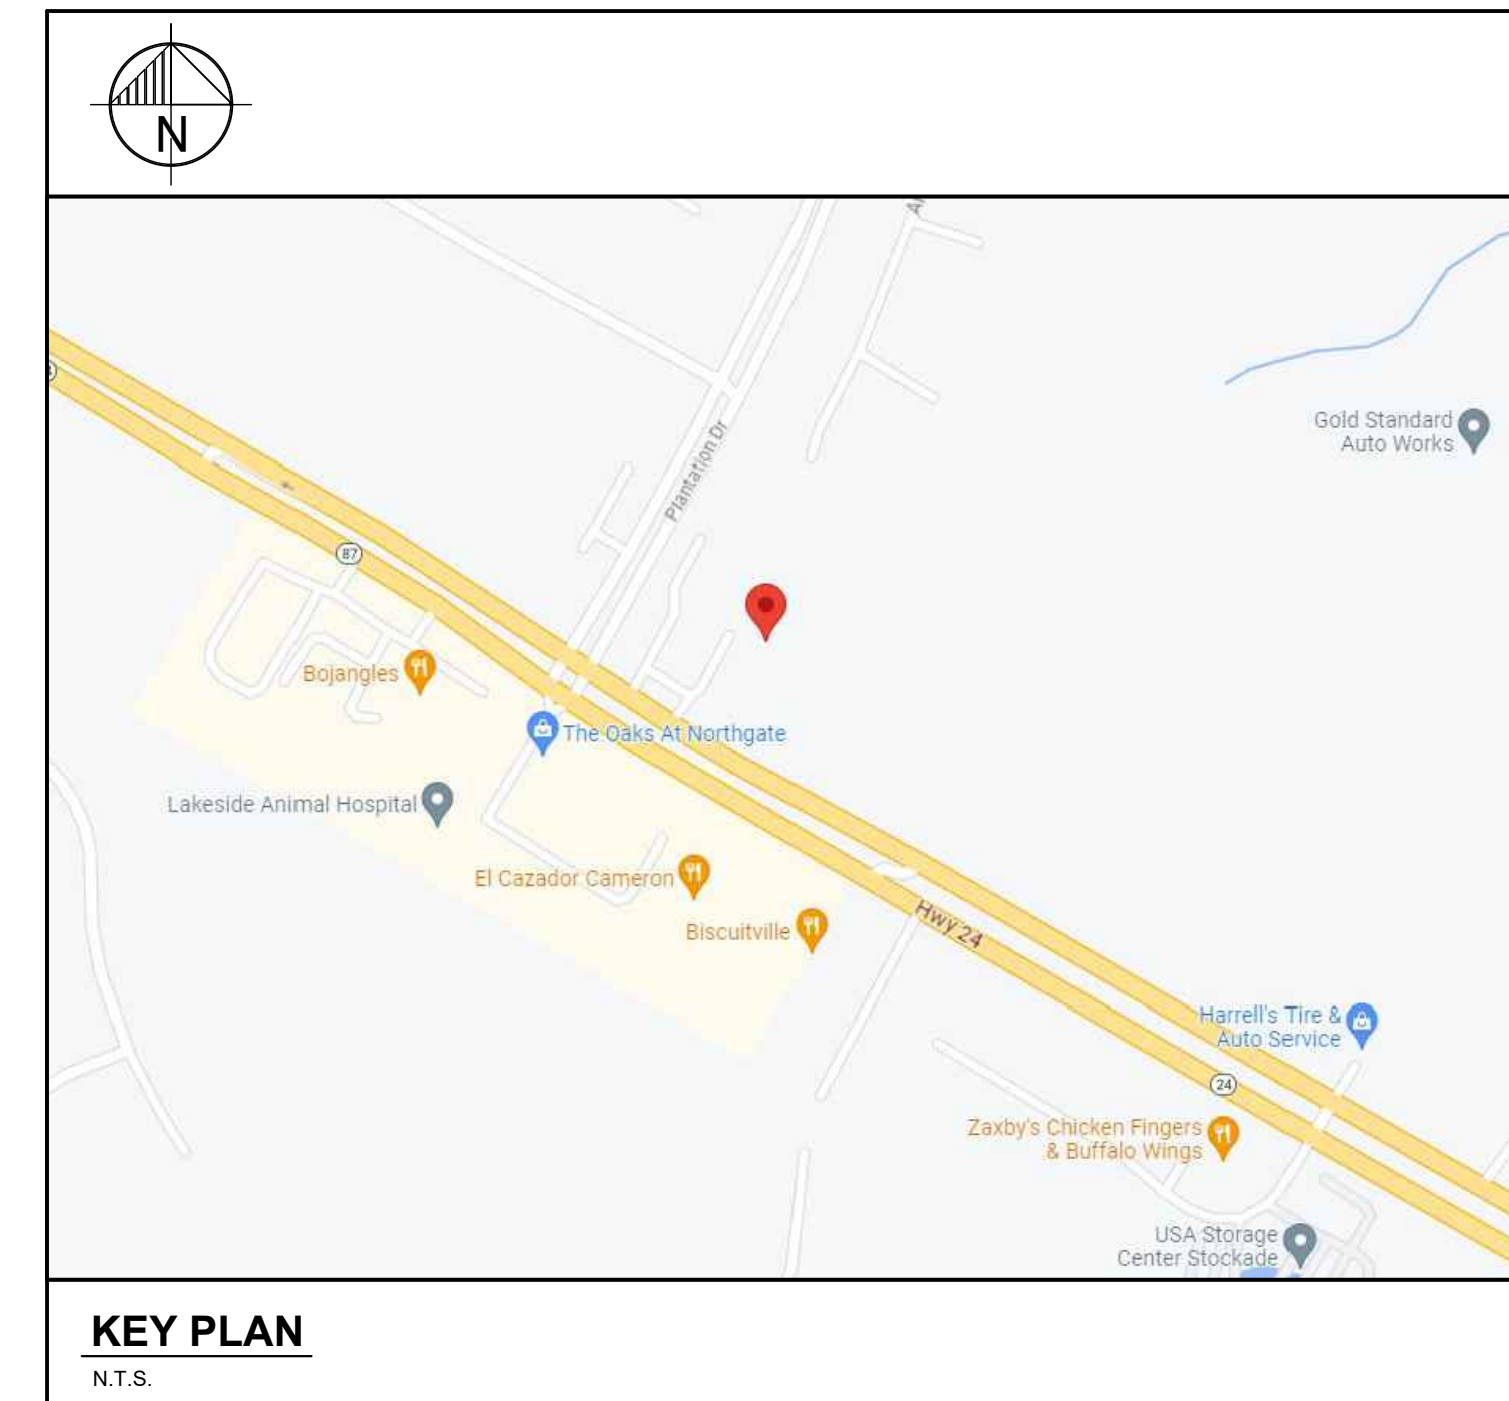 N
Plantation Dr
Gold Standard
Auto Works
87
Bojangles
The Oaks At Northgate
Lakeside Animal Hospital
El Cazador Cameron
Biscuitville
Hwy 24
Harrell's Tire &
Auto Service
24
Zaxby's Chicken Fingers
& Buffalo Wings
USA Storage
Center Stockade
KEY PLAN
N.T.S.